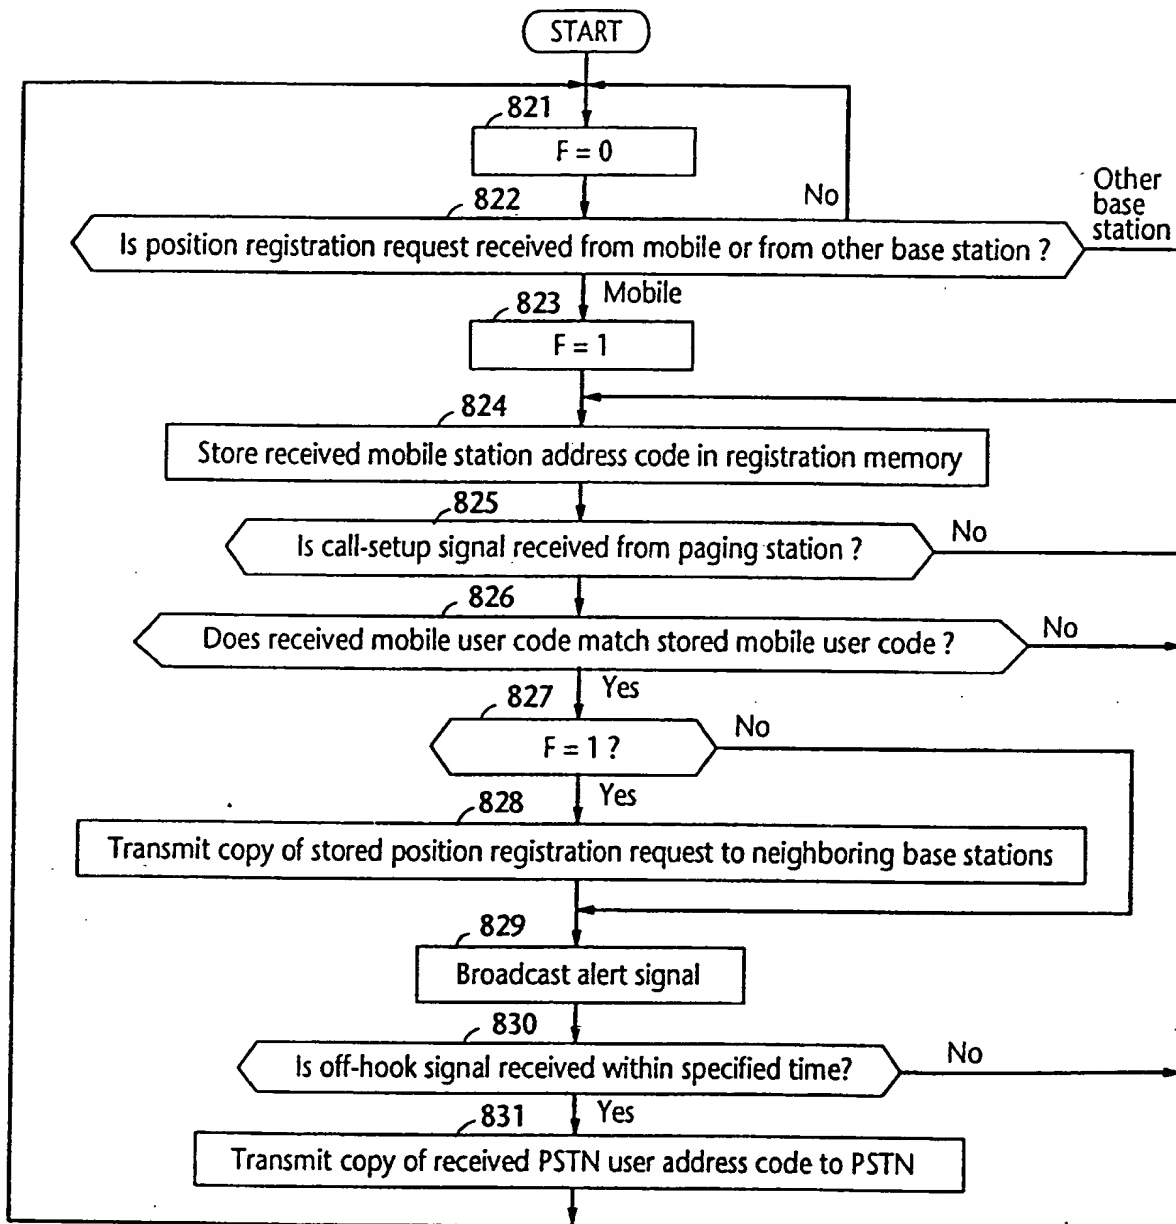 START
821
F = 0
822
No
Other
base
station
Is position registration request received from mobile or from other base station ?
Mobile
823
F = 1
824
Store received mobile station address code in registration memory
825
Is call-setup signal received from paging station ?
No
826
Does received mobile user code match stored mobile user code ?
No
Yes
827
F = 1 ?
No
Yes
828
Transmit copy of stored position registration request to neighboring base stations
829
Broadcast alert signal
830
Is off-hook signal received within specified time?
No
Yes
831
Transmit copy of received PSTN user address code to PSTN